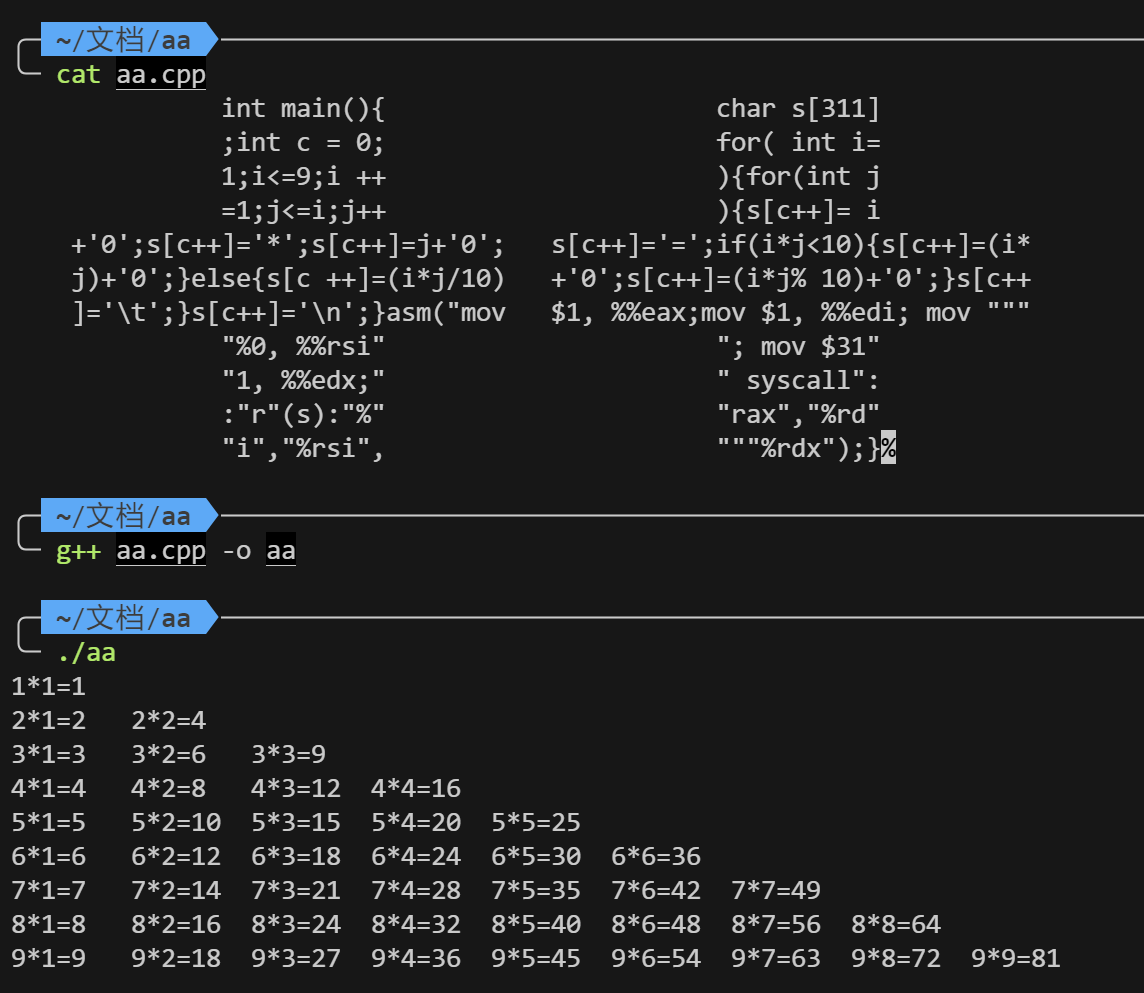 ~/文档/aa
cat aa.cpp
          int main(){                      char s[311]
          ;int c = 0;                      for( int i=
          1;i<=9;i ++                      ){for(int j
          =1;j<=i;j++                      ){s[c++]= i
+'0';s[c++]='*';s[c++]=j+'0';   s[c++]='=';if(i*j<10){s[c++]=(i*
j)+'0';}else{s[c ++]=(i*j/10)   +'0';s[c++]=(i*j% 10)+'0';}s[c++
]='\t';}s[c++]='\n';}asm("mov   $1, %%eax;mov $1, %%edi; mov """
          "%0, %%rsi"                      "; mov $31"
          "1, %%edx;"                      " syscall":
          :"r"(s):"%"                      "rax","%rd"
          "i","%rsi",                      """%rdx");}%
~/文档/aa
g++ aa.cpp -o aa
~/文档/aa
./aa
1*1=1
2*1=2   2*2=4
3*1=3   3*2=6   3*3=9
4*1=4   4*2=8   4*3=12  4*4=16
5*1=5   5*2=10  5*3=15  5*4=20  5*5=25
6*1=6   6*2=12  6*3=18  6*4=24  6*5=30  6*6=36
7*1=7   7*2=14  7*3=21  7*4=28  7*5=35  7*6=42  7*7=49
8*1=8   8*2=16  8*3=24  8*4=32  8*5=40  8*6=48  8*7=56  8*8=64
9*1=9   9*2=18  9*3=27  9*4=36  9*5=45  9*6=54  9*7=63  9*8=72  9*9=81